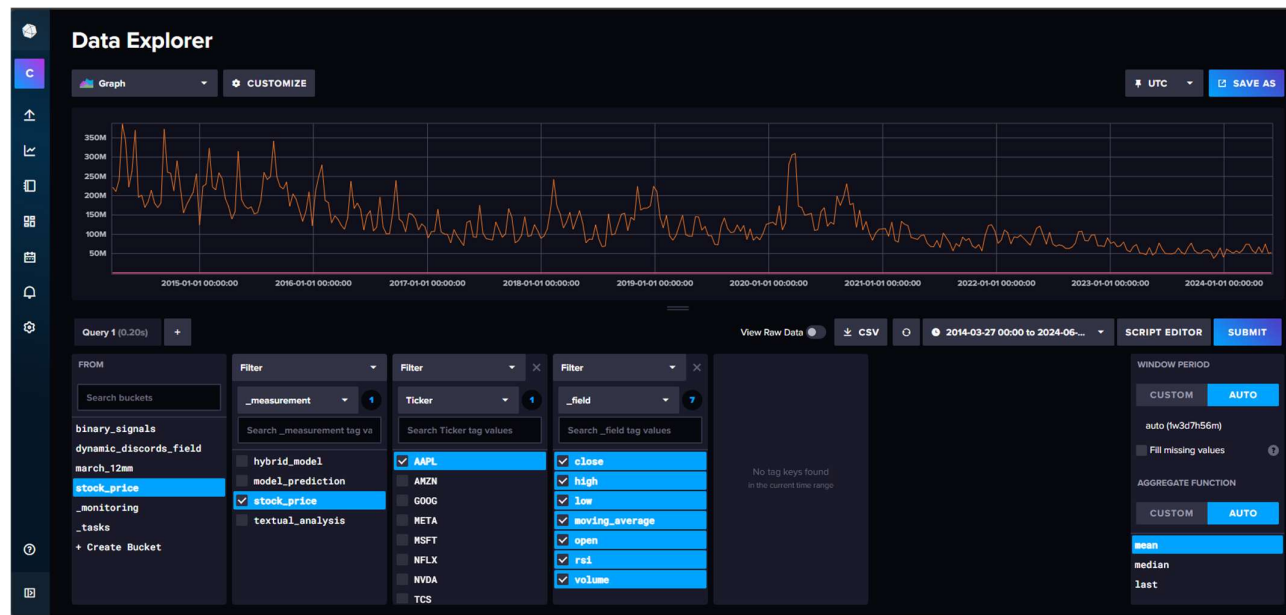 Data Explorer
C
Graph
CUSTOMIZE
UTC
SAVE AS
350M
300M
250M
200M
150M
100M
50M
2015-01-01 00:00:00
2016-01-01 00:00:00
2017-01-01 00:00:00
2018-01-01 00:00:00
2019-01-01 00:00:00
2020-01-01 00:00:00
2021-01-01 00:00:00
2022-01-01 00:00:00
2023-01-01 00:00:00
2024-01-01 00:00:00
Query 1 (0.20s)
+
View Raw Data
CSV
2014-03-27 00:00 to 2024-06-...
SCRIPT EDITOR
SUBMIT
FROM
Search buckets
binary_signals
dynamic_discords_field
march_12mm
stock_price
_monitoring
_tasks
+ Create Bucket
Filter
_measurement
1
Search _measurement tag va
hybrid_model
model_prediction
stock_price
textual_analysis
Filter
Ticker
1
Search Ticker tag values
AAPL
AMZN
GOOG
META
MSFT
NFLX
NVDA
TCS
Filter
_field
7
Search _field tag values
close
high
low
moving_average
open
rsi
volume
No tag keys found
in the current time range
WINDOW PERIOD
CUSTOM
AUTO
auto (1w3d7h56m)
Fill missing values
?
AGGREGATE FUNCTION
CUSTOM
AUTO
mean
median
last